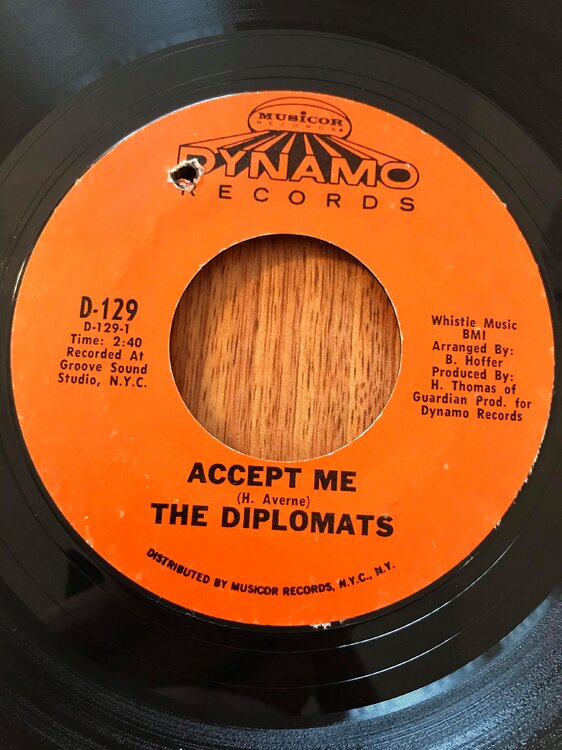 MUSICOR
RECORDS
DYNAMO
RECORDS
D-129
D-129-1
Time: 2:40
Recorded At
Groove Sound
Studio, N.Y.C.
Whistle Music
BMI
Arranged By:
B. Hoffer
Produced By:
H. Thomas of
Guardian Prod. for
Dynamo Records
ACCEPT ME
(H. Averne)
THE DIPLOMATS
DISTRIBUTED BY MUSICOR RECORDS, N.Y.C., N.Y.